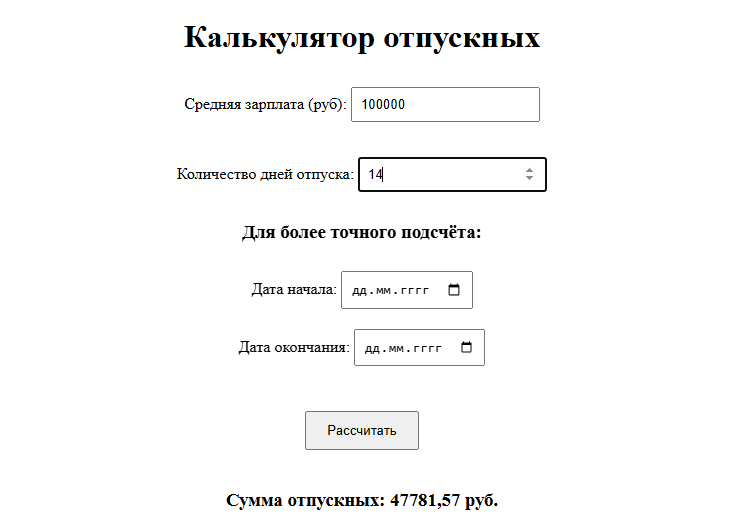 Калькулятор отпускных
Средняя зарплата (руб): 100000
Количество дней отпуска: 14
Для более точного подсчёта:
Дата начала: дд.мм.гггг
Дата окончания: дд.мм.гггг
Рассчитать
Сумма отпускных: 47781,57 руб.